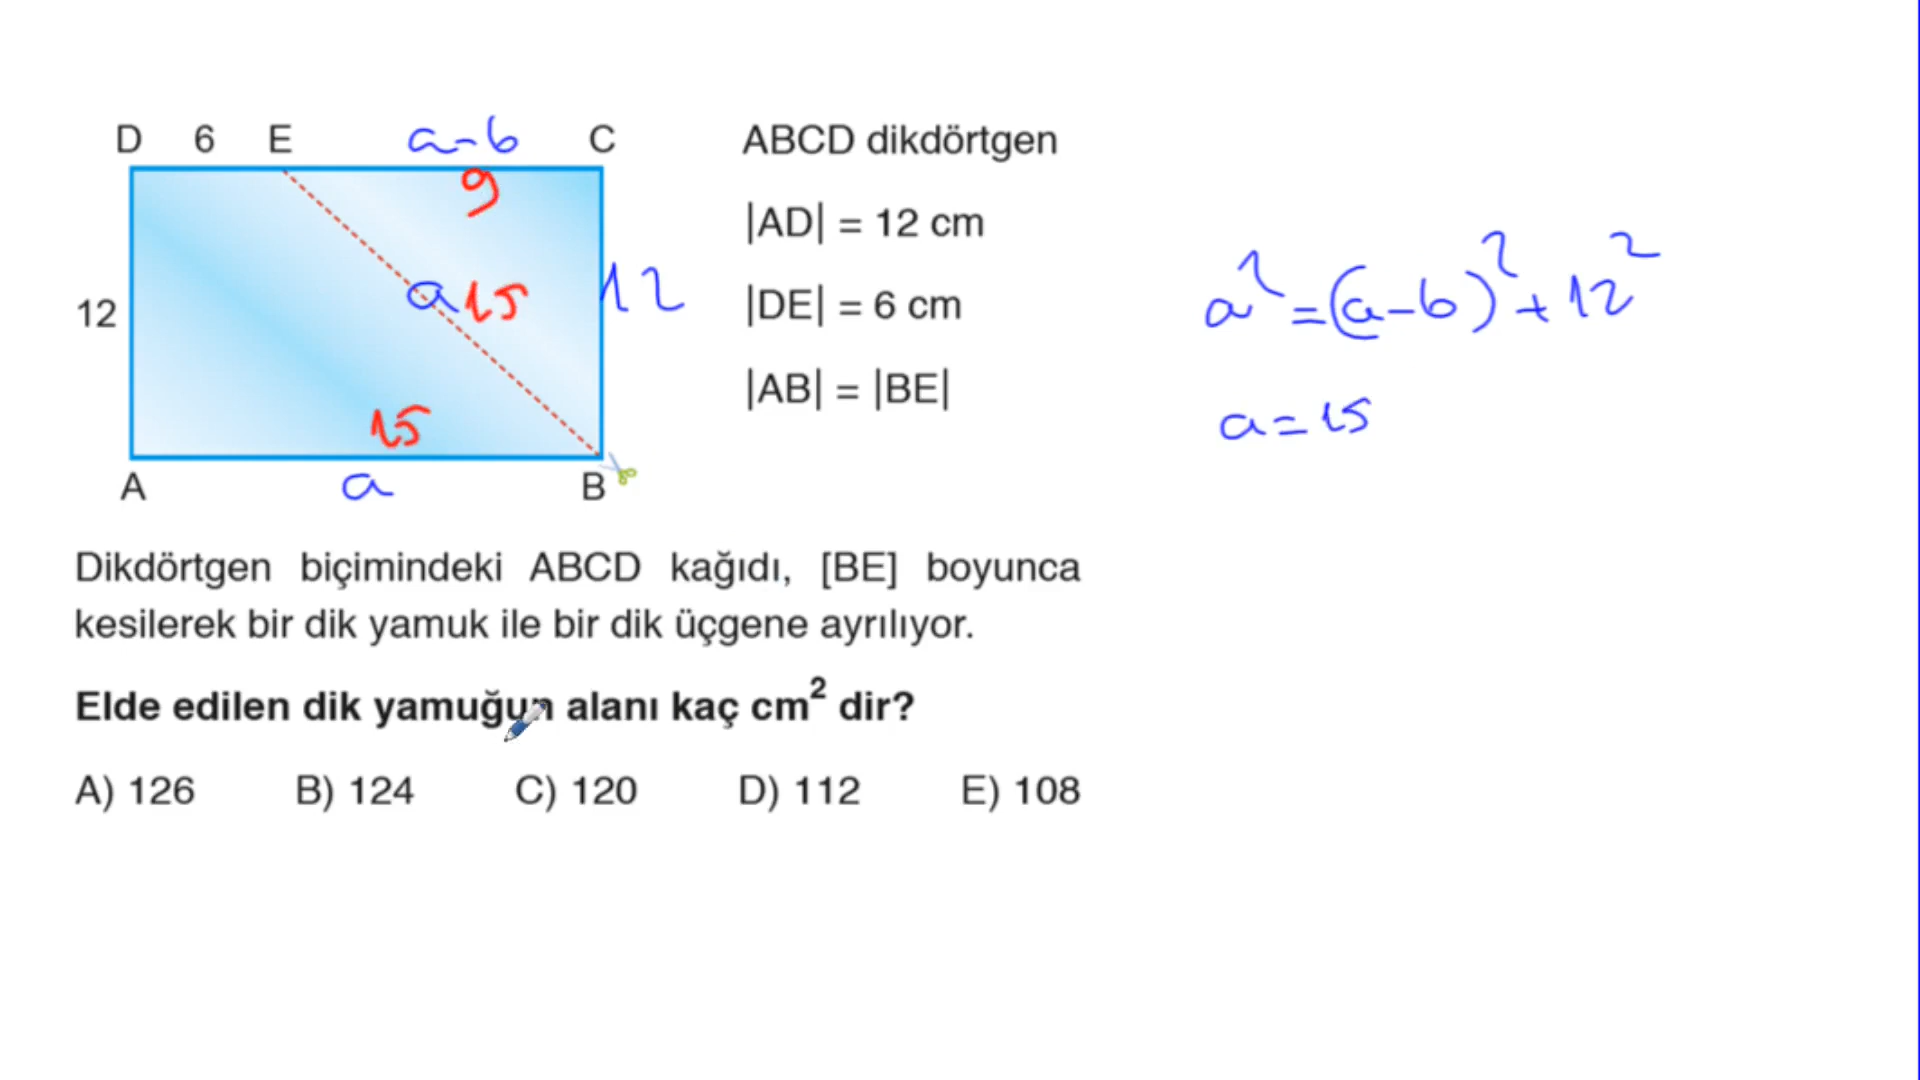 D 6 E a-6 C
9
12
a 15
12
15
A a B
ABCD dikdörtgen
|AD| = 12 cm
|DE| = 6 cm
|AB| = |BE|
a² = (a-6)² + 12²
a = 15
Dikdörtgen biçimindeki ABCD kağıdı, [BE] boyunca
kesilerek bir dik yamuk ile bir dik üçgene ayrılıyor.
Elde edilen dik yamuğun alanı kaç cm² dir?
A) 126 B) 124 C) 120 D) 112 E) 108